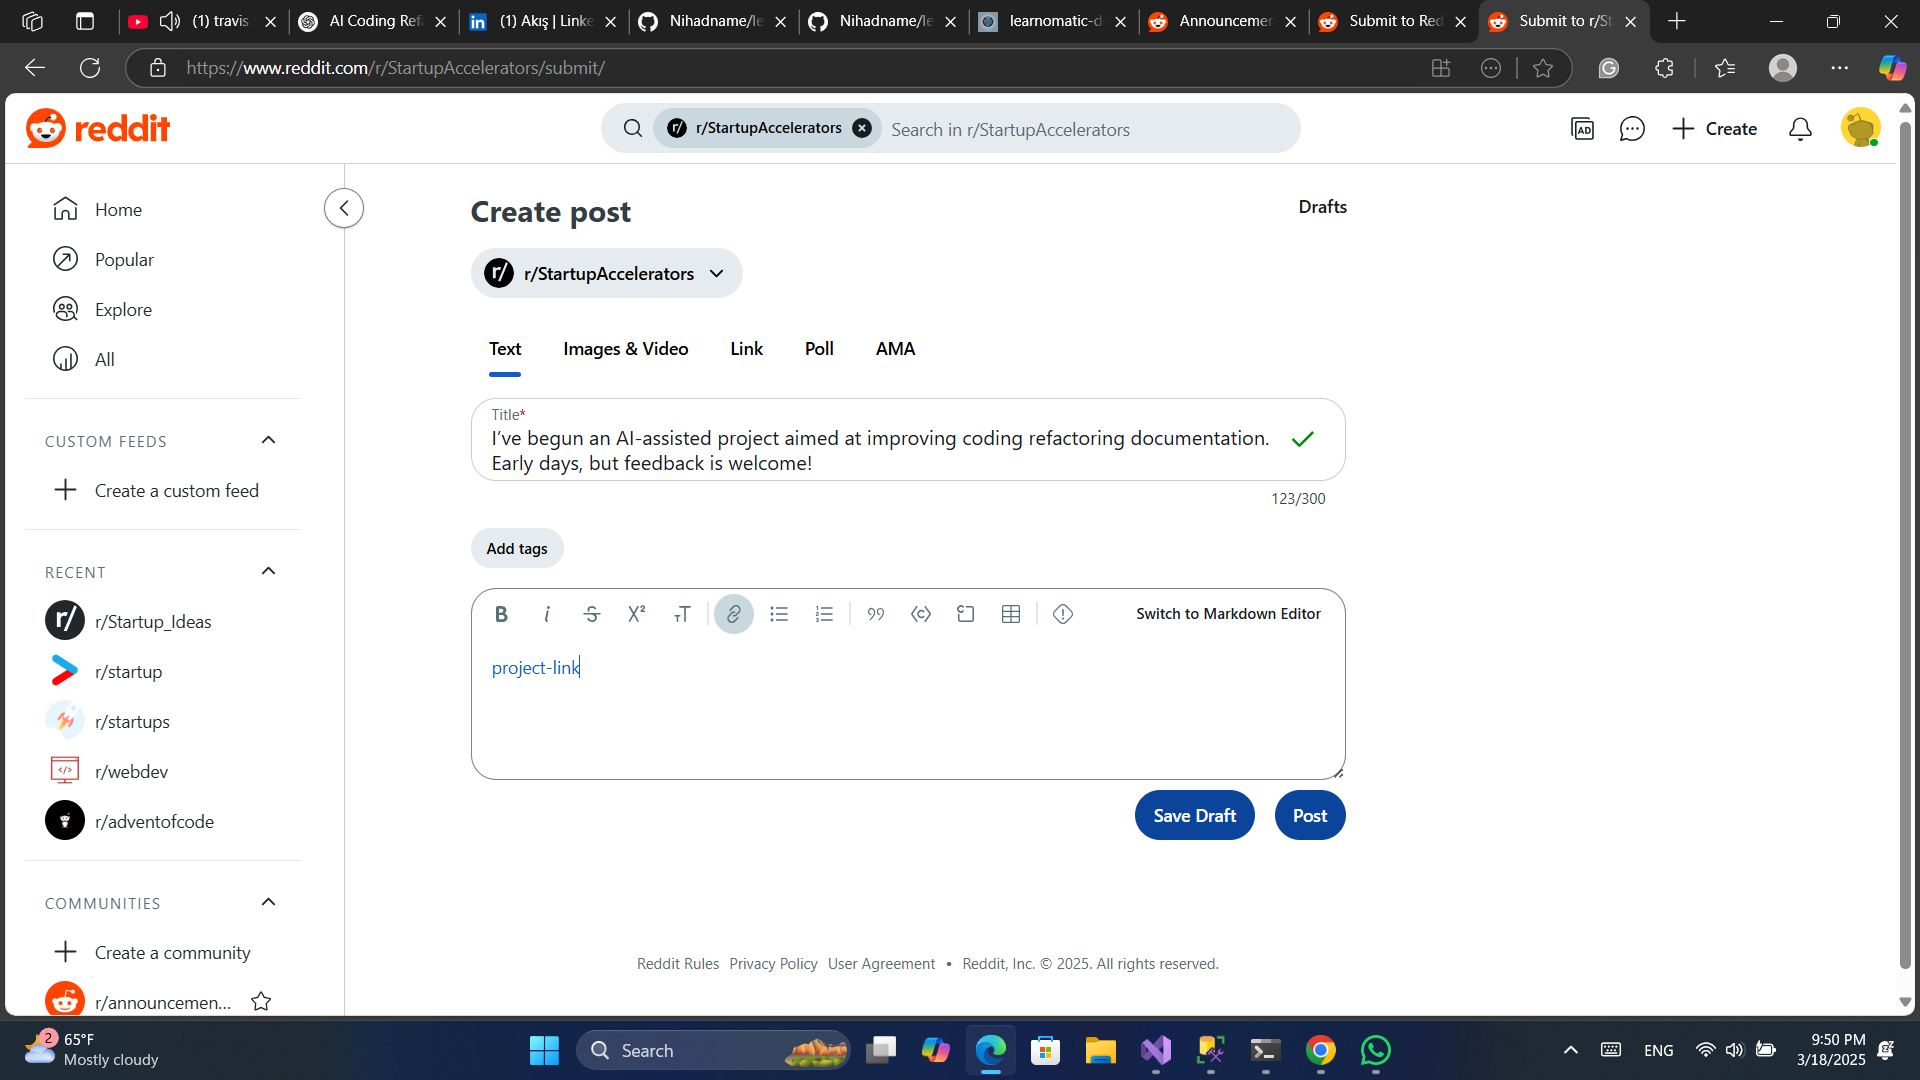 (1) travis
AI Coding Ref
(1) Akış | Linke
Nihadname/le
Nihadname/le
learnomatic-d
Announcemen
Submit to Red
Submit to r/St
https://www.reddit.com/r/StartupAccelerators/submit/
reddit
r/StartupAccelerators
Search in r/StartupAccelerators
AD
Create
Home
Popular
Explore
All
CUSTOM FEEDS
Create a custom feed
RECENT
r/Startup_Ideas
r/startup
r/startups
r/webdev
r/adventofcode
COMMUNITIES
Create a community
r/announcemen...
Create post
Drafts
r/ r/StartupAccelerators
Text Images & Video Link Poll AMA
Title*
I’ve begun an AI-assisted project aimed at improving coding refactoring documentation.
Early days, but feedback is welcome!
123/300
Add tags
Switch to Markdown Editor
project-link
Save Draft Post
Reddit Rules Privacy Policy User Agreement • Reddit, Inc. © 2025. All rights reserved.
2
65°F
Mostly cloudy
Search
ENG
9:50 PM
3/18/2025